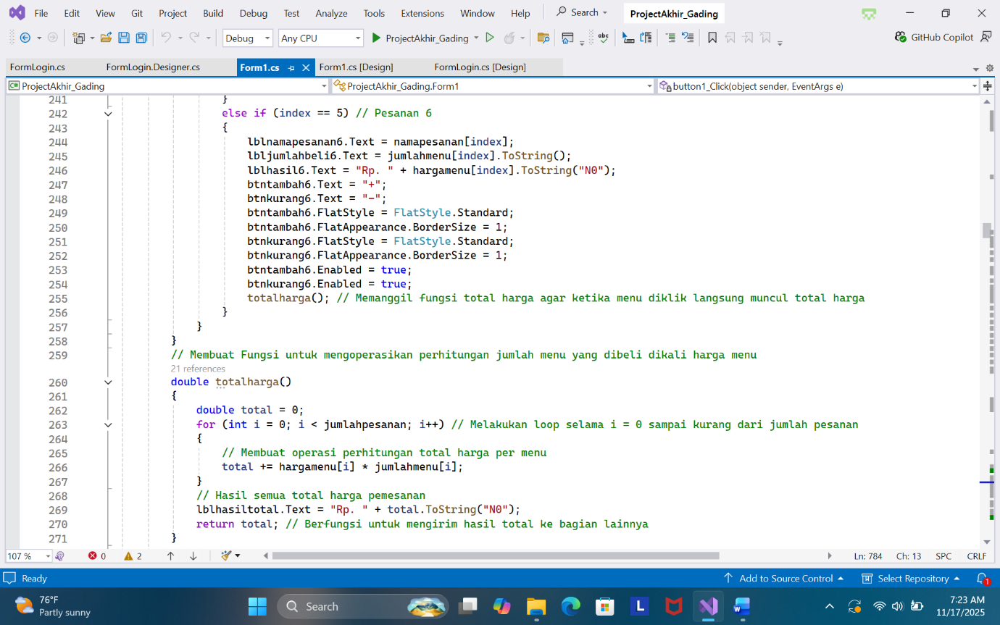 File Edit View Git Project Build Debug Test Analyze Tools Extensions Window Help Search ProjectAkhir_Gading
Debug Any CPU ProjectAkhir_Gading abc GitHub Copilot
FormLogin.cs FormLogin.Designer.cs Form1.cs Form1.cs [Design] FormLogin.cs [Design]
C# ProjectAkhir_Gading ProjectAkhir_Gading.Form1 button1_Click(object sender, EventArgs e)
241 }
242 else if (index == 5) // Pesanan 6
243 {
244 lblnamapesanan6.Text = namapesanan[index];
245 lbljumlahbeli6.Text = jumlahmenu[index].ToString();
246 lblhasil6.Text = "Rp. " + hargamenu[index].ToString("N0");
247 btntambah6.Text = "+";
248 btnkurang6.Text = "-";
249 btntambah6.FlatStyle = FlatStyle.Standard;
250 btntambah6.FlatAppearance.BorderSize = 1;
251 btnkurang6.FlatStyle = FlatStyle.Standard;
252 btnkurang6.FlatAppearance.BorderSize = 1;
253 btntambah6.Enabled = true;
254 btnkurang6.Enabled = true;
255 totalharga(); // Memanggil fungsi total harga agar ketika menu diklik langsung muncul total harga
256 }
257 }
258 }
259 // Membuat Fungsi untuk mengoperasikan perhitungan jumlah menu yang dibeli dikali harga menu
21 references
260 double totalharga()
261 {
262 double total = 0;
263 for (int i = 0; i < jumlahpesanan; i++) // Melakukan loop selama i = 0 sampai kurang dari jumlah pesanan
264 {
265 // Membuat operasi perhitungan total harga per menu
266 total += hargamenu[i] * jumlahmenu[i];
267 }
268 // Hasil semua total harga pemesanan
269 lblhasiltotal.Text = "Rp. " + total.ToString("N0");
270 return total; // Berfungsi untuk mengirim hasil total ke bagian lainnya
271 }
107 % 0 2 Ln: 784 Ch: 13 SPC CRLF
Ready Add to Source Control Select Repository 1
76°F Search L W 7:23 AM
Partly sunny 11/17/2025